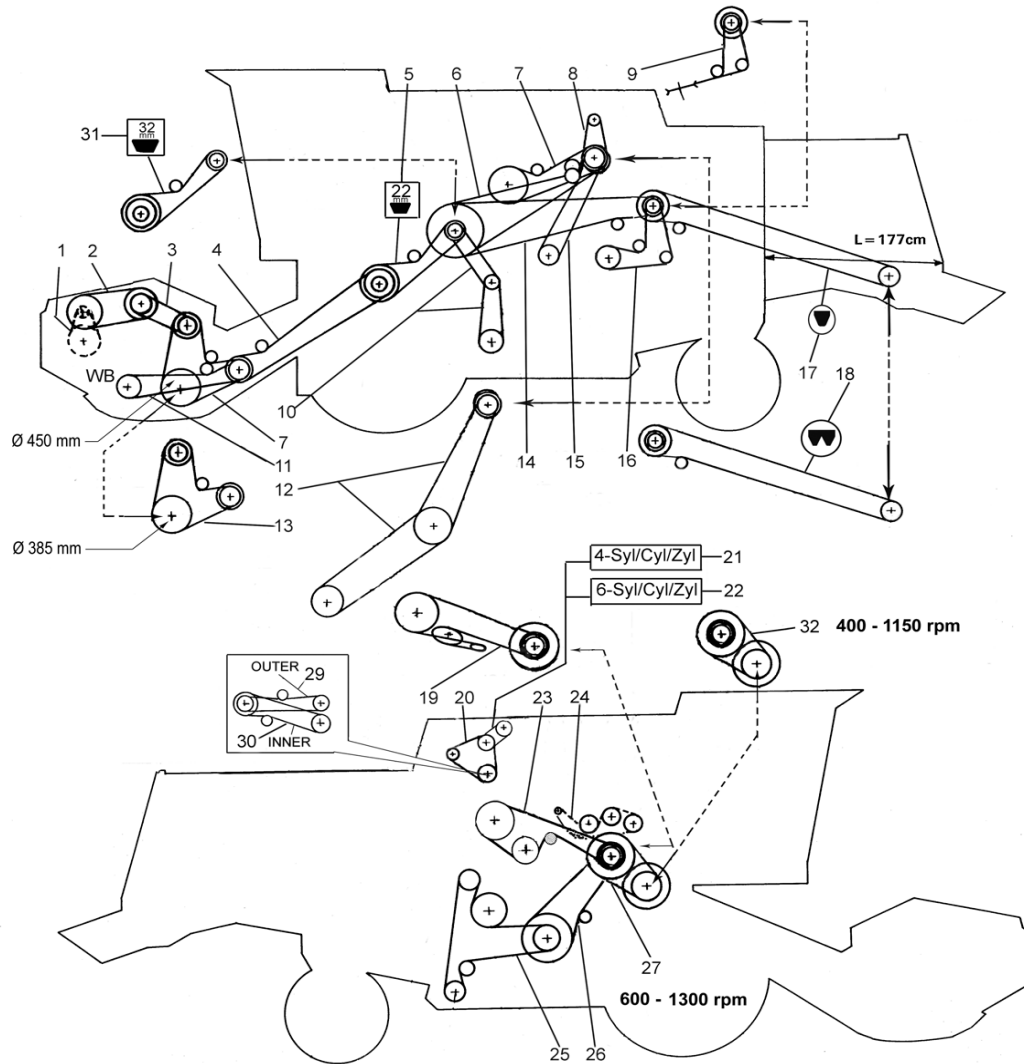 5
6
7
8
9
31
32
mm
22
mm
1
2
3
4
L= 177cm
WB
10
17
18
Ø 450 mm
7
11
12
14
15
16
13
Ø 385 mm
4-Syl/Cyl/Zyl
21
6-Syl/Cyl/Zyl
22
32
400 - 1150 rpm
OUTER
29
30
INNER
19
20
23
24
27
600 - 1300 rpm
25
26